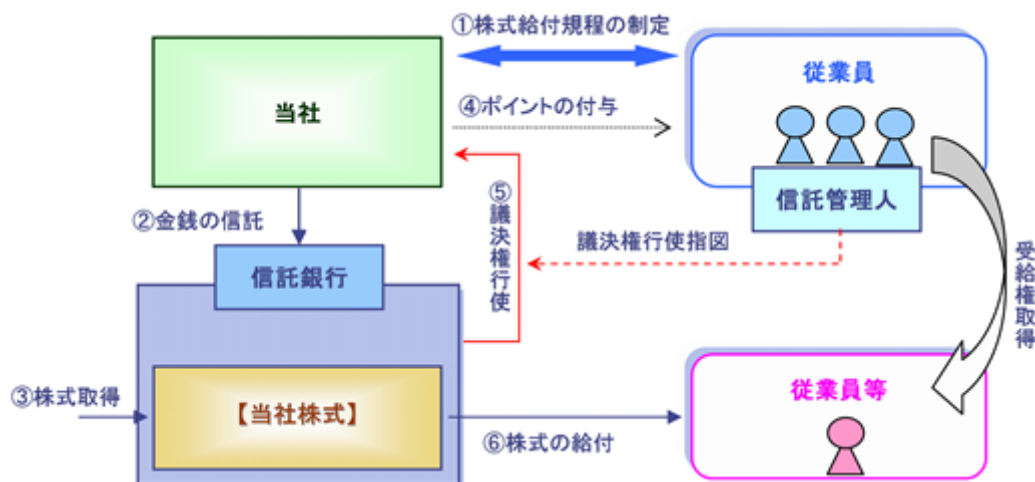 ①株式給付規程の制定
従業員
当社
④ポイントの付与
信託管理人
②金銭の信託
⑤議決権行使
議決権行使指図
受給権取得
信託銀行
③株式取得
【当社株式】
⑥株式の給付
従業員等